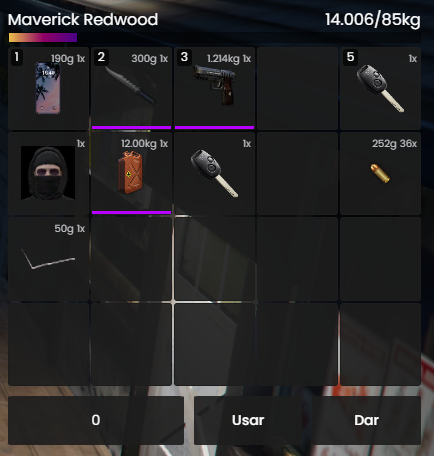 Maverick Redwood 14.006/85kg
1 190g 1x 2 300g 1x 3 1.214kg 1x 5 1x
1x 12.00kg 1x 1x 252g 36x
50g 1x
0 Usar Dar